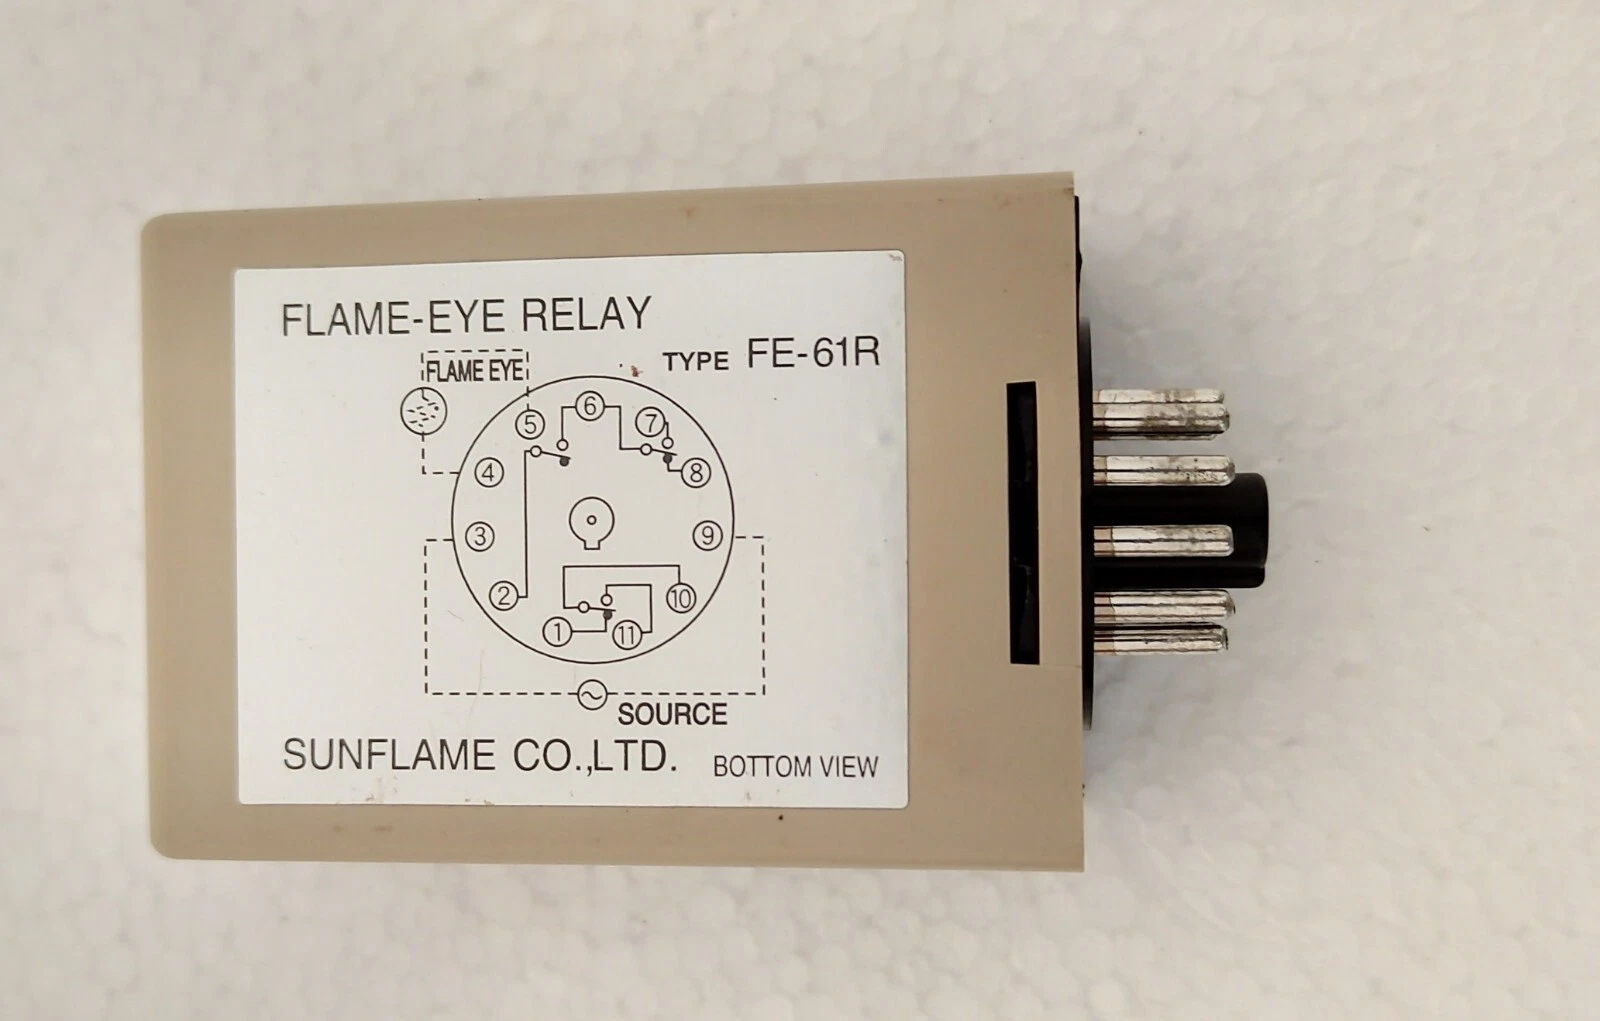 FLAME-EYE RELAY
TYPE FE-61R
FLAME EYE
6
5
7
4
8
3
9
2
10
1
11
SOURCE
SUNFLAME CO.,LTD.
BOTTOM VIEW